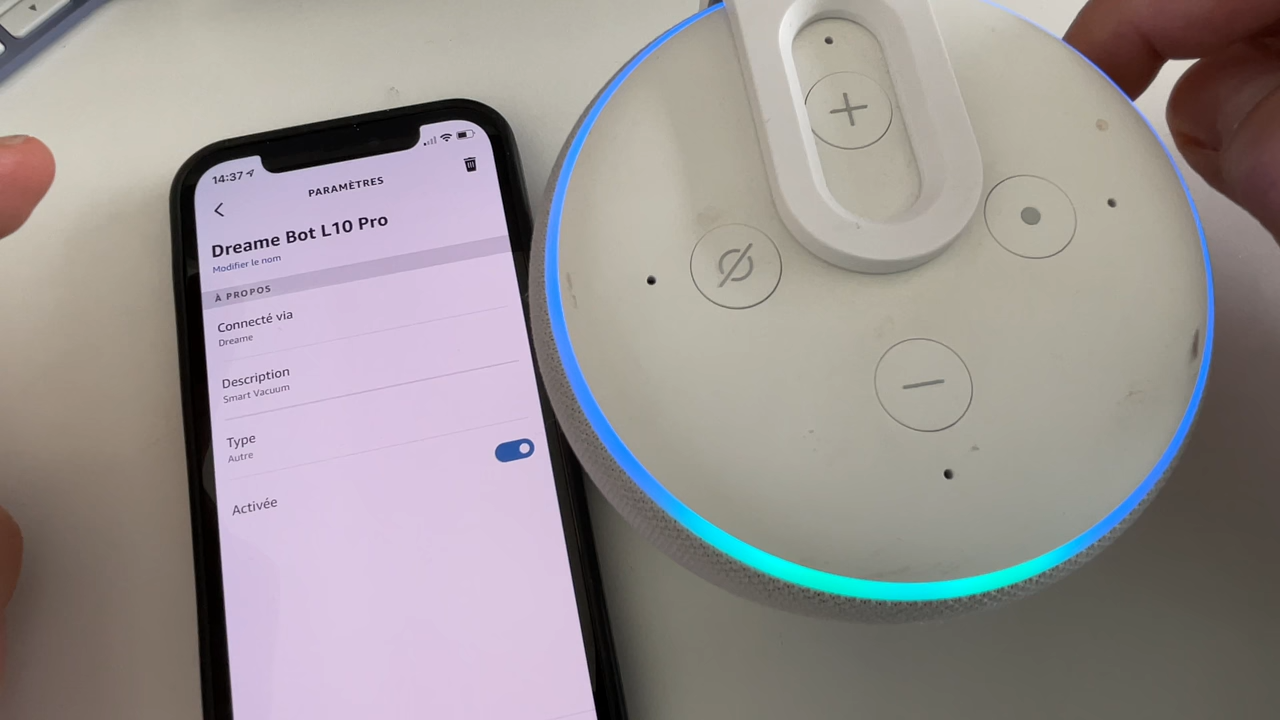 14:37
PARAMÈTRES
Dreame Bot L10 Pro
Modifier le nom
À PROPOS
Connecté via
Dreame
Description
Smart Vacuum
Type
Autre
Activée